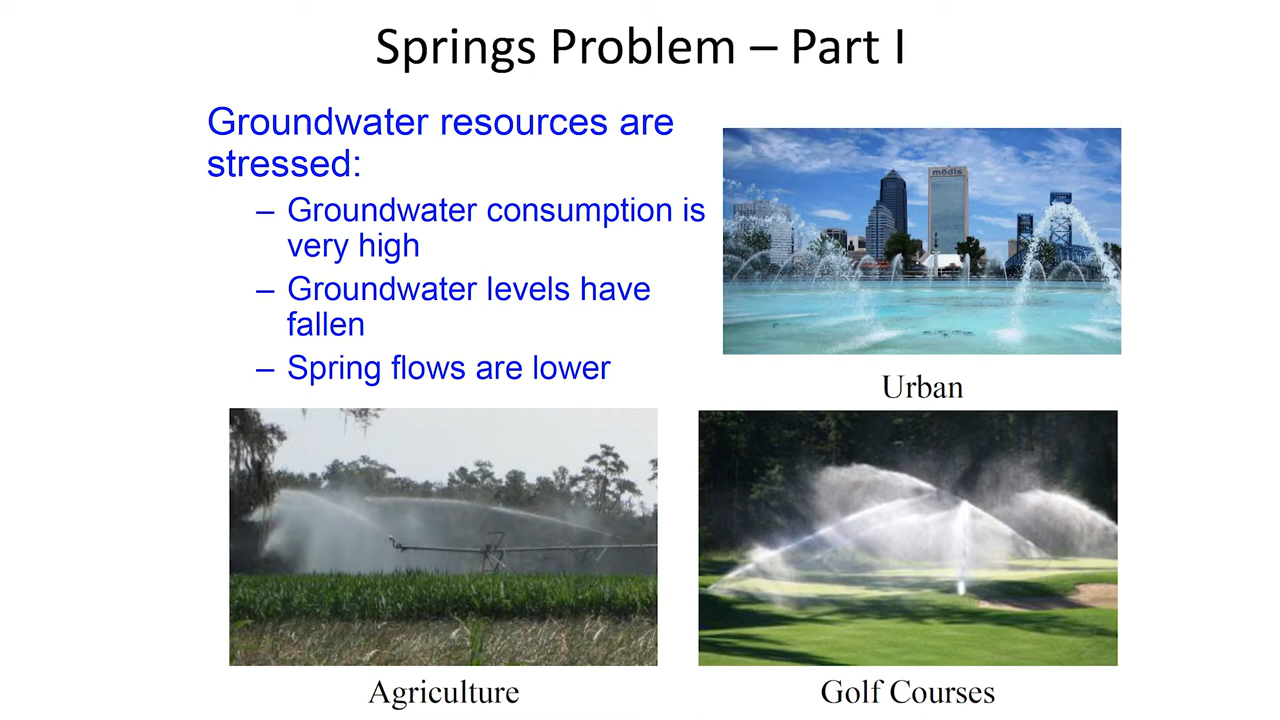 Springs Problem – Part I
Groundwater resources are
stressed:
– Groundwater consumption is
very high
– Groundwater levels have
fallen
– Spring flows are lower
mōdis
Urban
Agriculture
Golf Courses